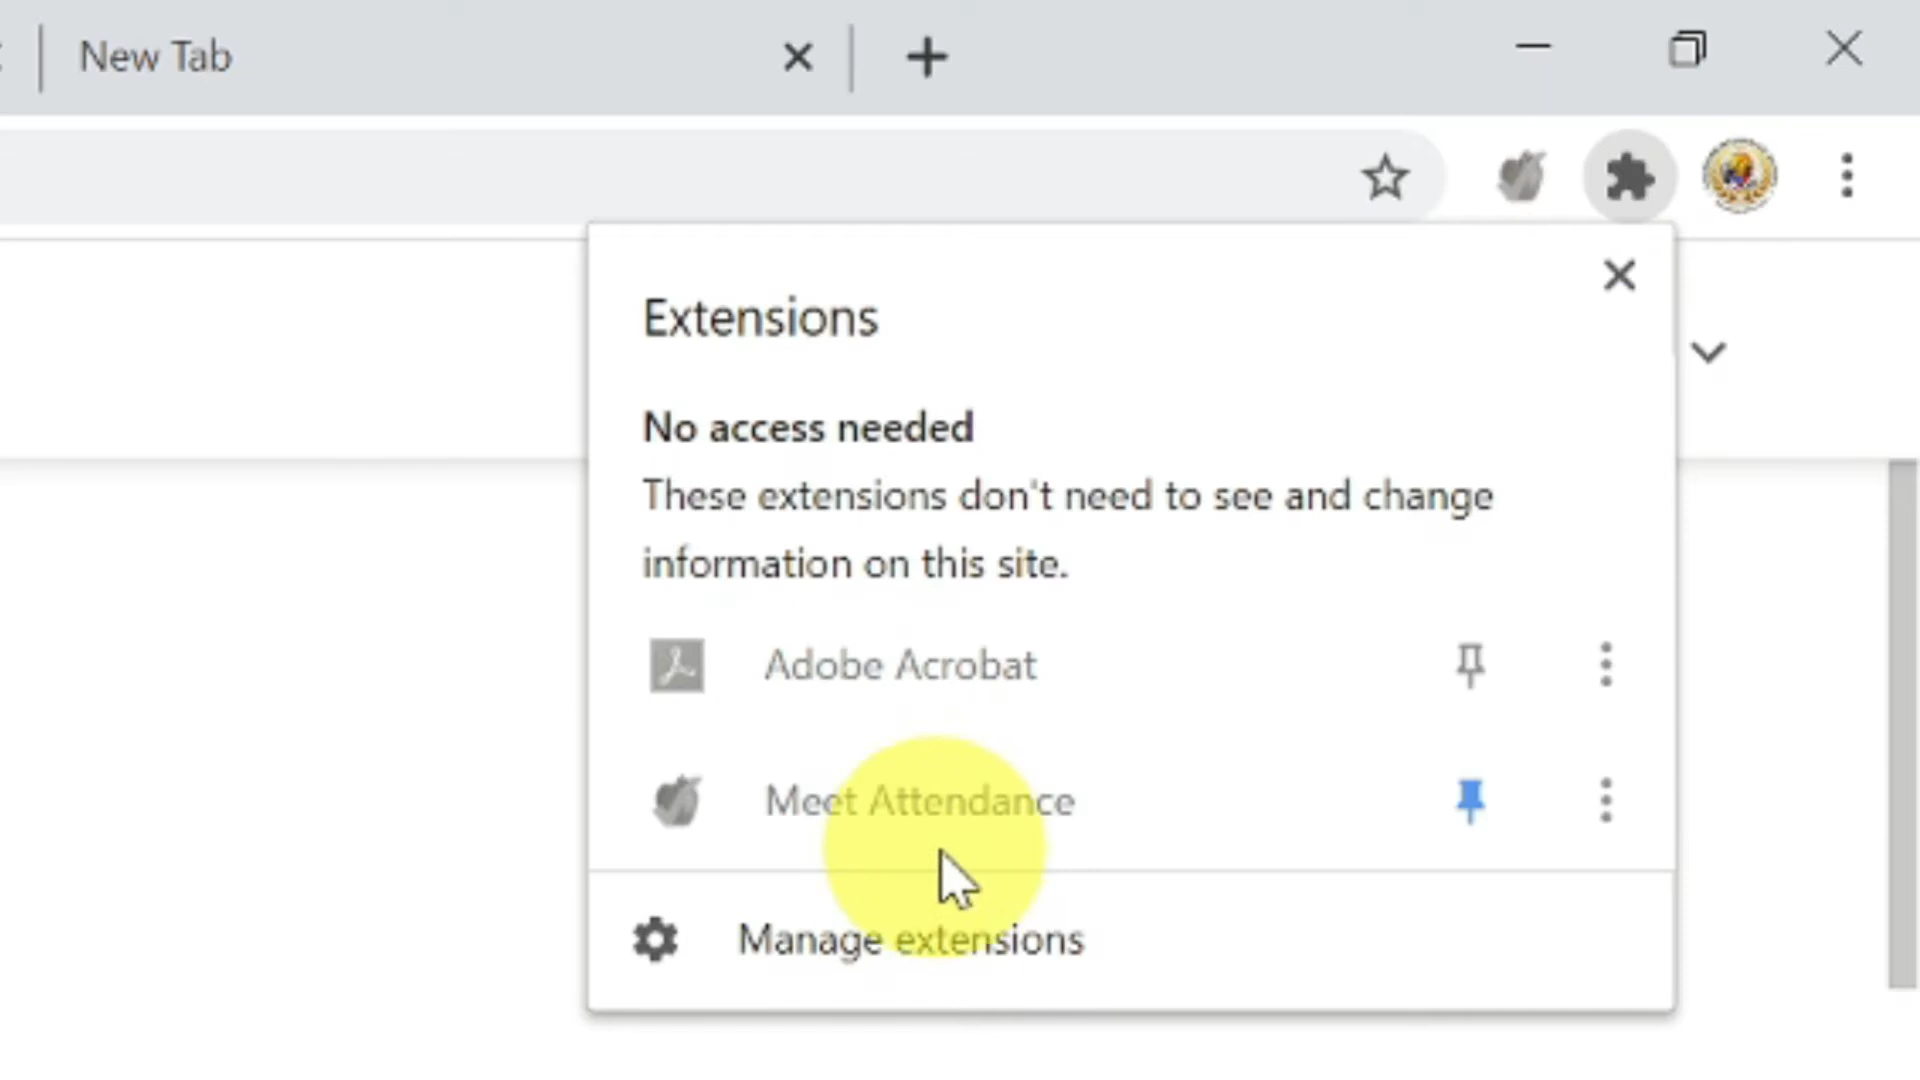 New Tab
Extensions
No access needed
These extensions don't need to see and change
information on this site.
Adobe Acrobat
Meet Attendance
Manage extensions